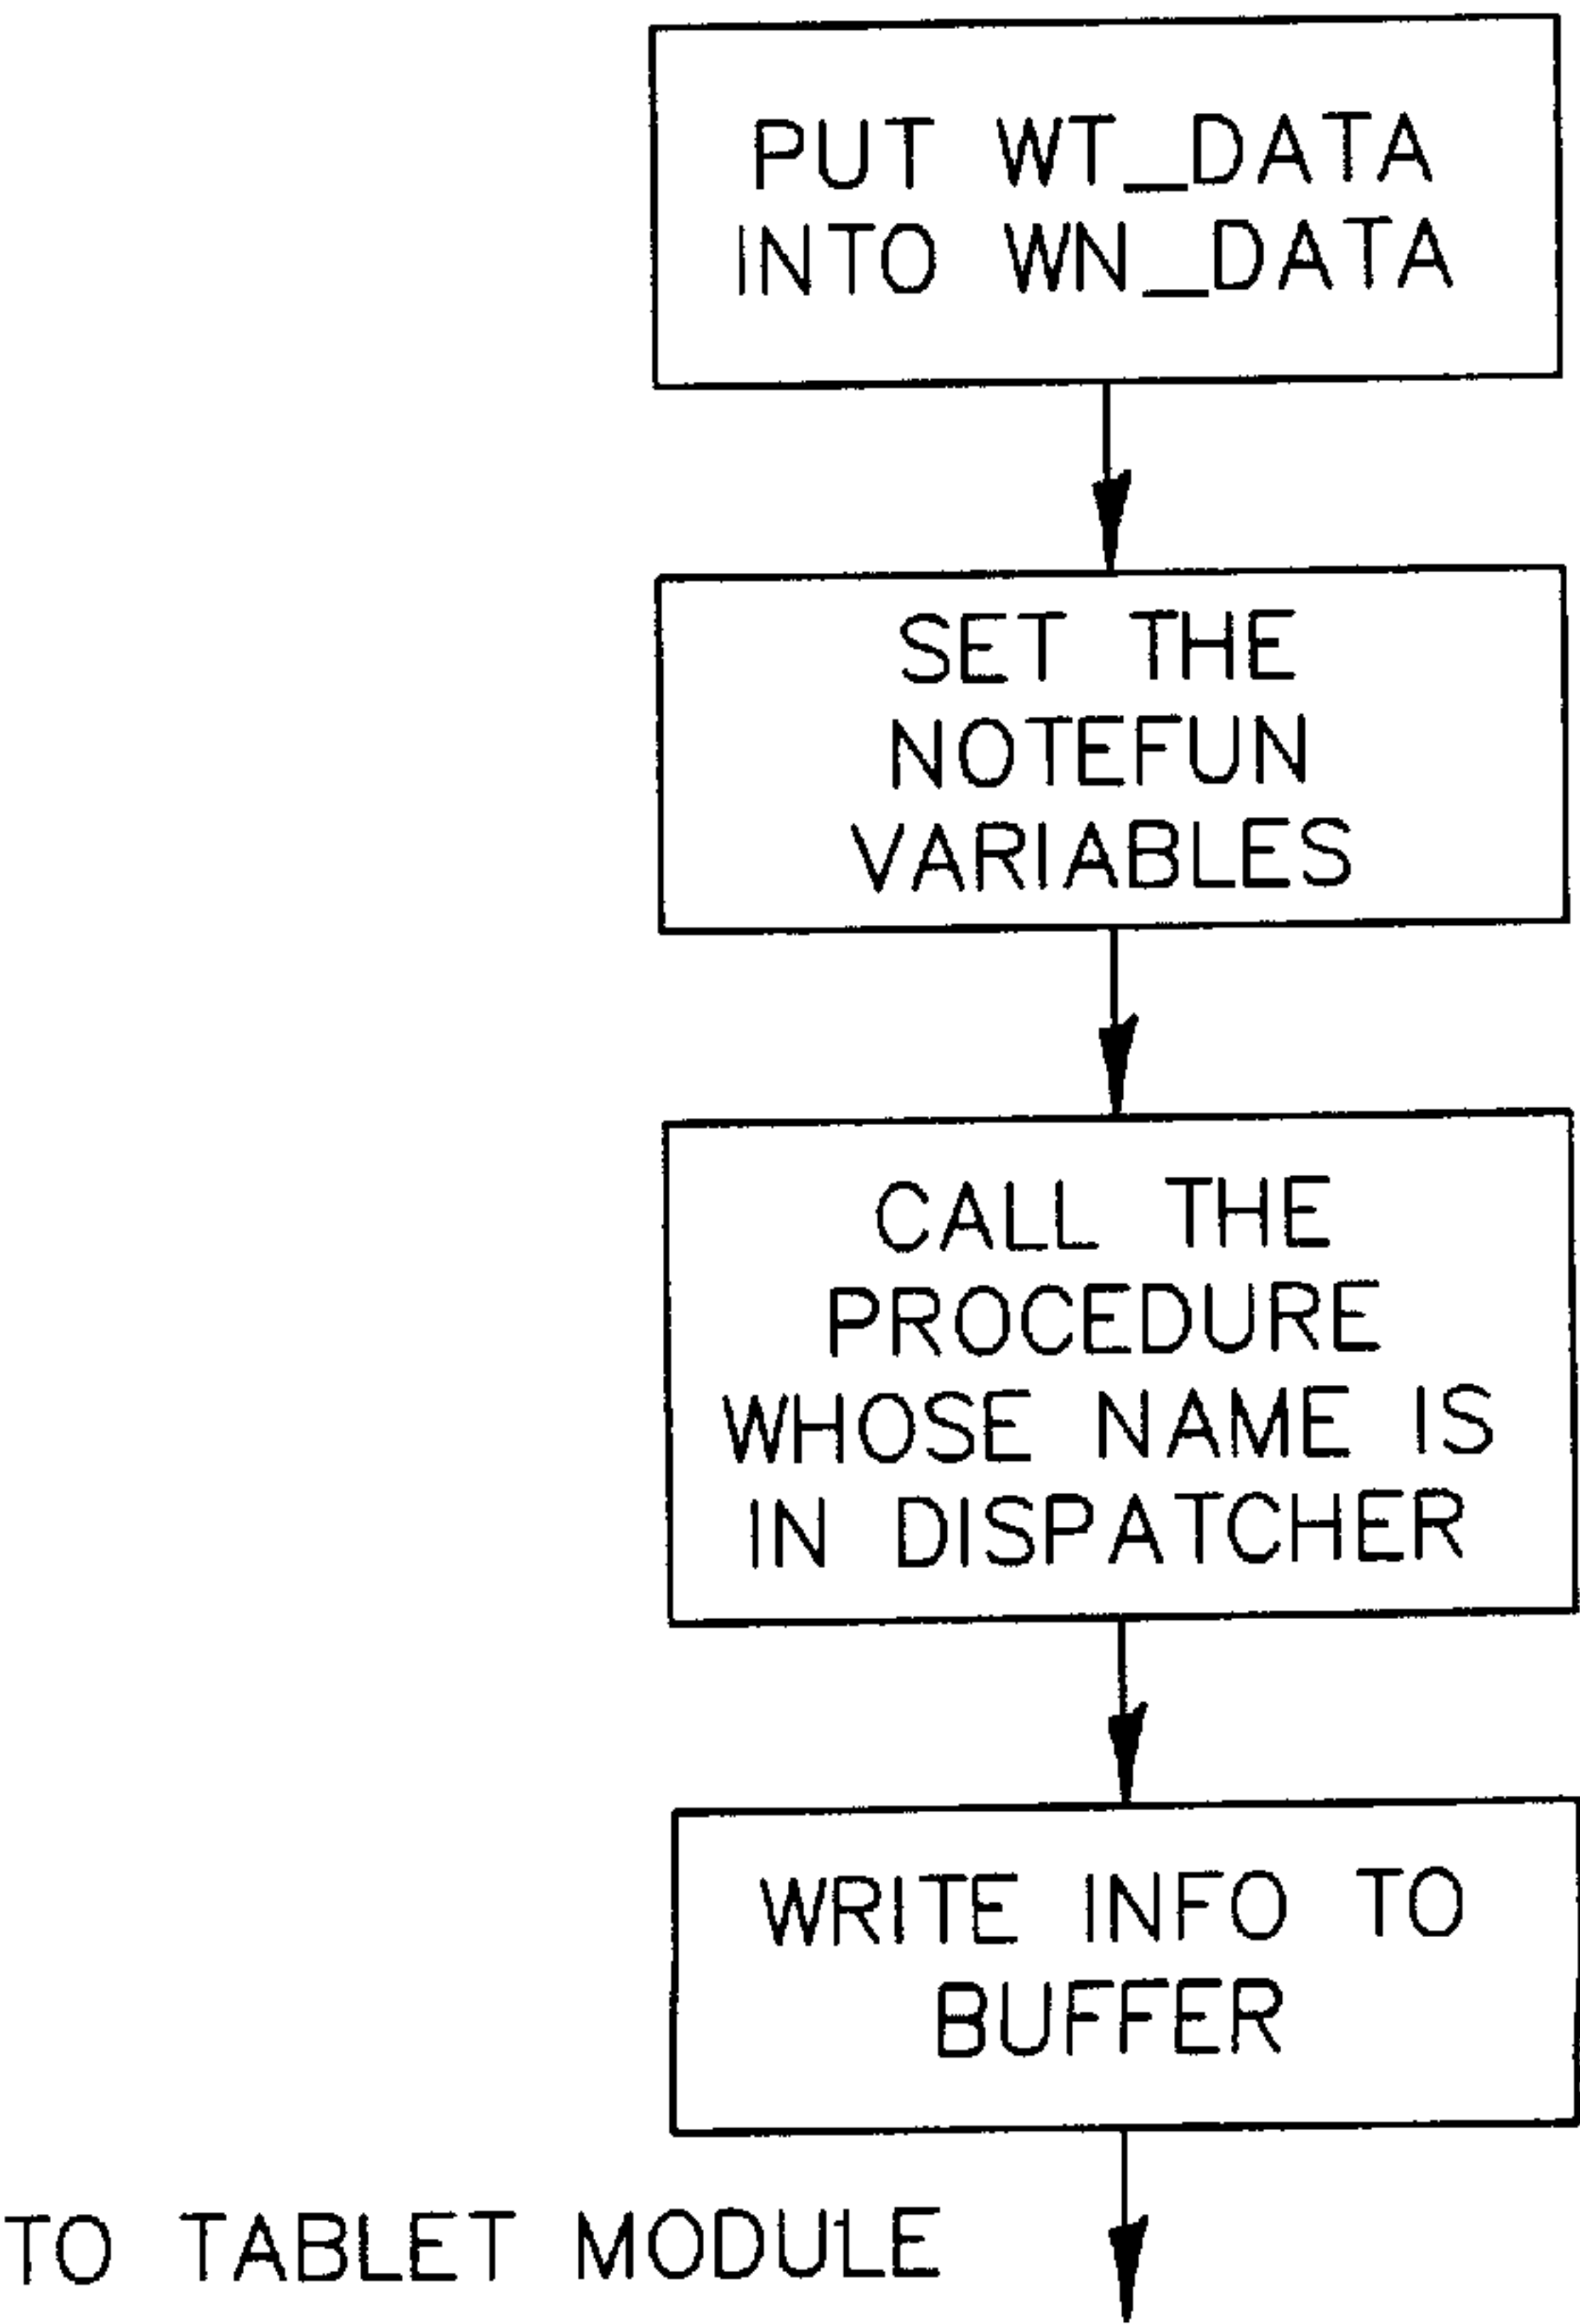 PUT WT_DATA
INTO WN_DATA
SET THE
NOTEFUN
VARIABLES
CALL THE
PROCEDURE
WHOSE NAME IS
IN DISPATCHER
WRITE INFO TO
BUFFER
TO TABLET MODULE